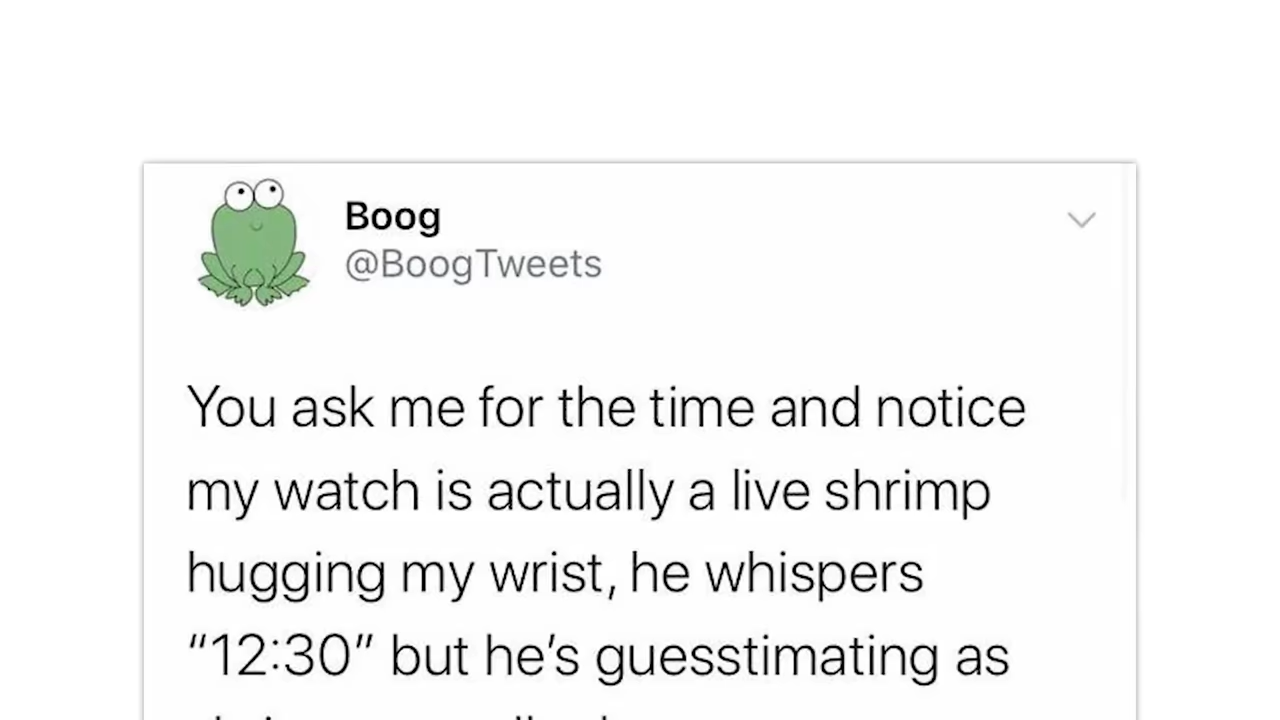 Boog
@BoogTweets
You ask me for the time and notice
my watch is actually a live shrimp
hugging my wrist, he whispers
“12:30” but he’s guesstimating as